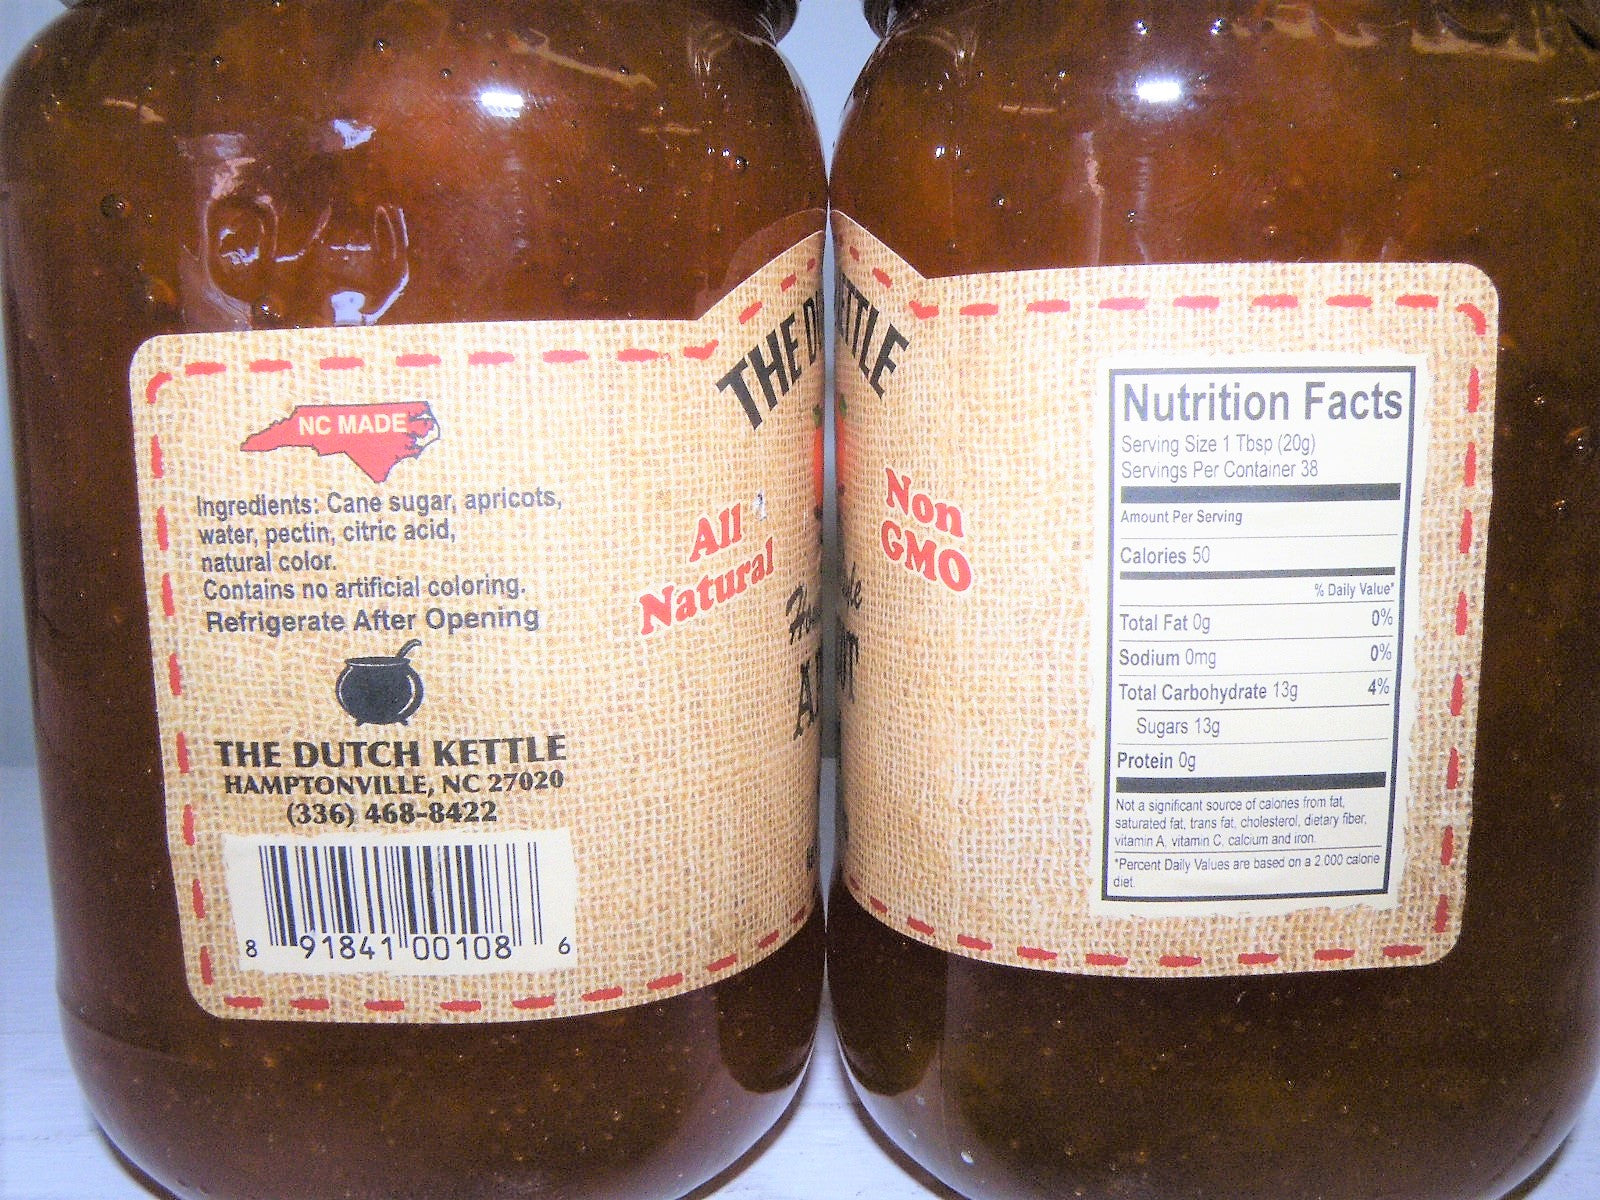 NC MADE
Ingredients: Cane sugar, apricots,
water, pectin, citric acid,
natural color.
Contains no artificial coloring.
Refrigerate After Opening
THE DUTCH KETTLE
HAMPTONVILLE, NC 27020
(336) 468-8422
8 91841 00108 6
THE
All
Natural
ETTLE
Non
GMO
Nutrition Facts
Serving Size 1 Tbsp (20g)
Servings Per Container 38
Amount Per Serving
Calories 50
% Daily Value*
Total Fat 0g 0%
Sodium 0mg 0%
Total Carbohydrate 13g 4%
Sugars 13g
Protein 0g
Not a significant source of calories from fat,
saturated fat, trans fat, cholesterol, dietary fiber,
vitamin A, vitamin C, calcium and iron.
*Percent Daily Values are based on a 2,000 calorie
diet.